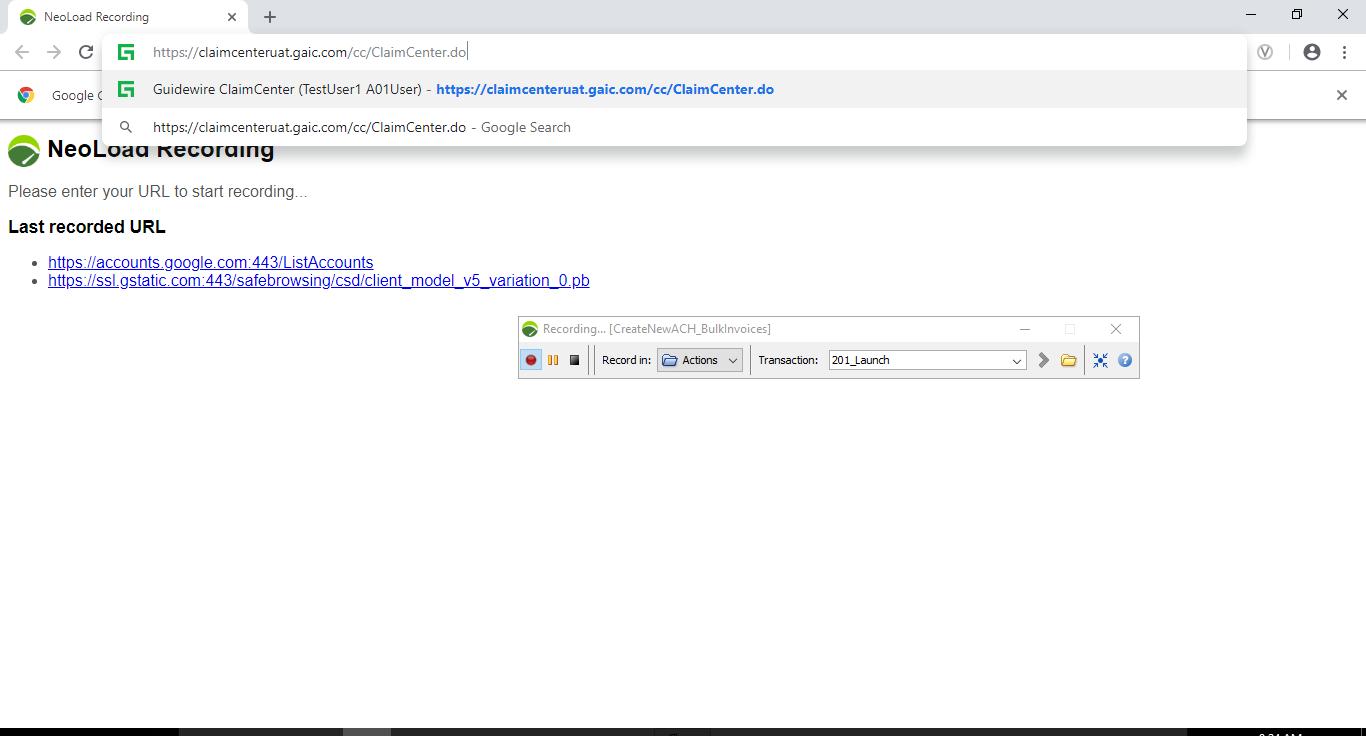 NeoLoad Recording
https://claimcenteruat.gaic.com/cc/ClaimCenter.do
Guidewire ClaimCenter (TestUser1 A01User) - https://claimcenteruat.gaic.com/cc/ClaimCenter.do
Google
https://claimcenteruat.gaic.com/cc/ClaimCenter.do - Google Search
NeoLoad Recording
Please enter your URL to start recording...
Last recorded URL
https://accounts.google.com:443/ListAccounts
https://ssl.gstatic.com:443/safebrowsing/csd/client_model_v5_variation_0.pb
Recording... [CreateNewACH_BulkInvoices]
Record in: Actions Transaction: 201_Launch